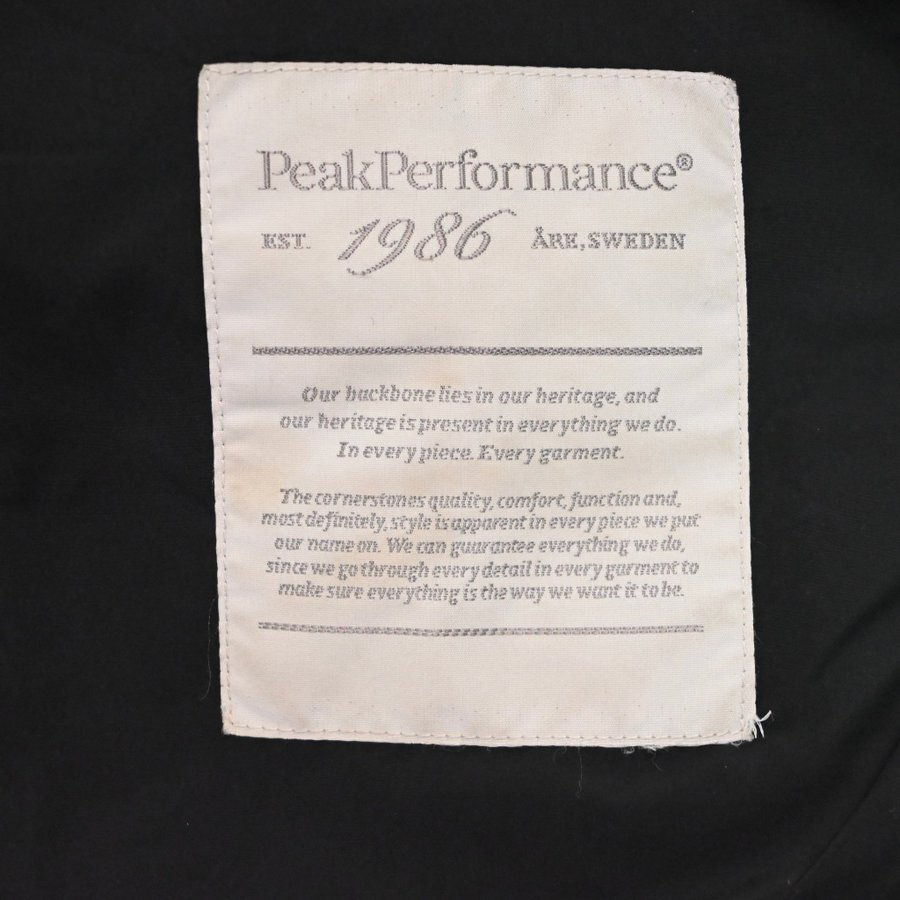 PeakPerformance®
EST. 1986 ÅRE, SWEDEN
Our backbone lies in our heritage, and
our heritage is present in everything we do.
In every piece. Every garment.
The cornerstones quality, comfort, function and,
most definitely, style is apparent in every piece we put
our name on. We can guarantee everything we do,
since we go through every detail in every garment to
make sure everything is the way we want it to be.